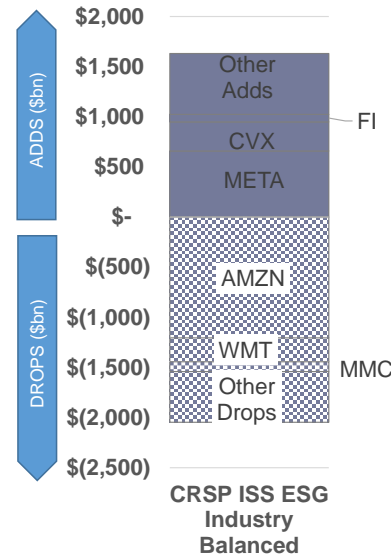 ADDS ($bn)
DROPS ($bn)
$2,000
$1,500
$1,000
$500
$-
$(500)
$(1,000)
$(1,500)
$(2,000)
$(2,500)
Other
Adds
FI
CVX
META
AMZN
WMT
MMC
Other
Drops
CRSP ISS ESG
Industry
Balanced